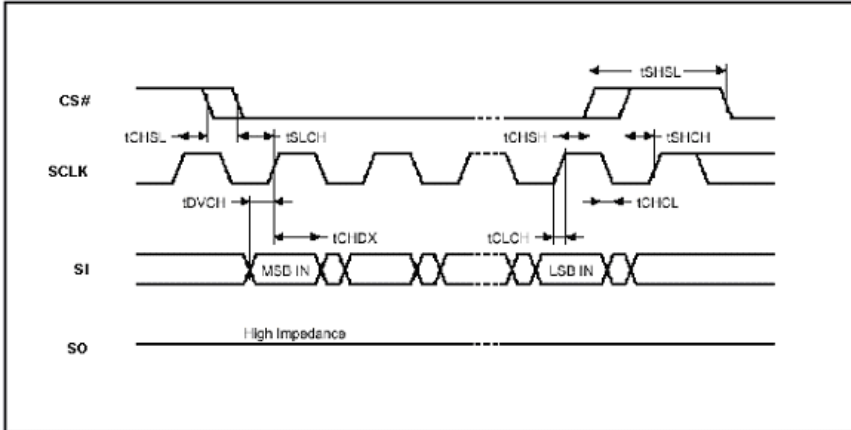 tSHSL
CS#
tCHSL
tSLCH
tCHSH
tSHCH
SCLK
tDVCH
tCHCL
tCHDX
tCLCH
SI
MSB IN
LSB IN
High Impedance
SO